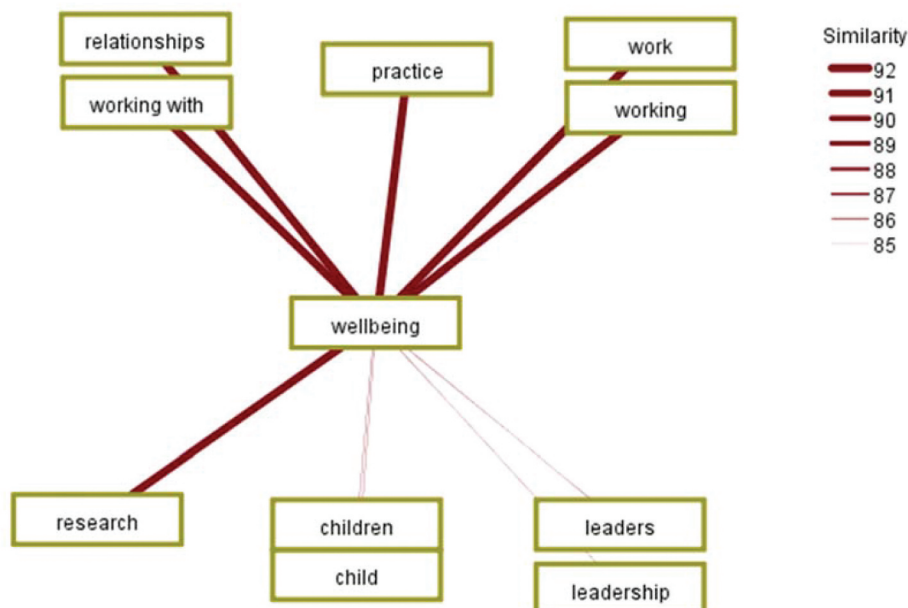 relationships
working with
practice
work
working
Similarity
92
91
90
89
88
87
86
85
wellbeing
research
children
child
leaders
leadership